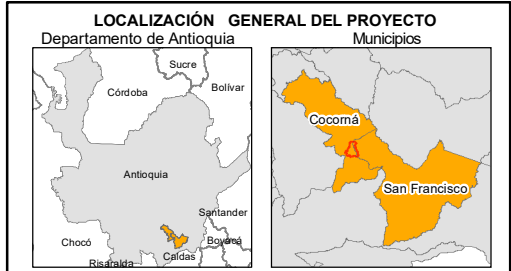 LOCALIZACIÓN GENERAL DEL PROYECTO
Departamento de Antioquia
Municipios
Sucre
Córdoba
Bolívar
Antioquia
Santander
Chocó
Boyacá
Caldas
Risaralda
Cocorná
San Francisco